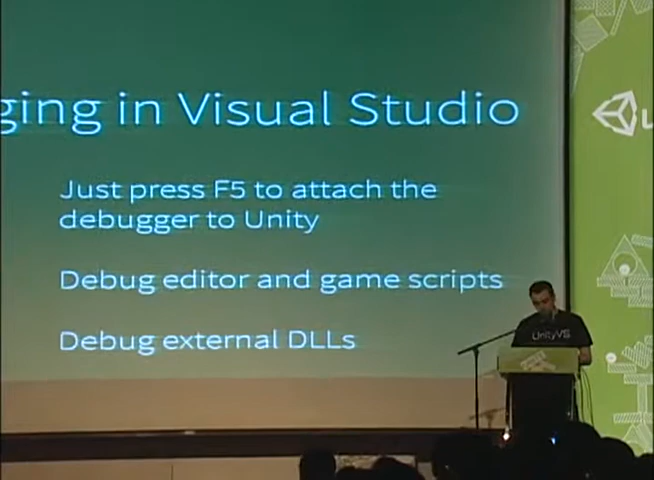 ging in Visual Studio
Just press F5 to attach the
debugger to Unity
Debug editor and game scripts
Debug external DLLs
UnityVS